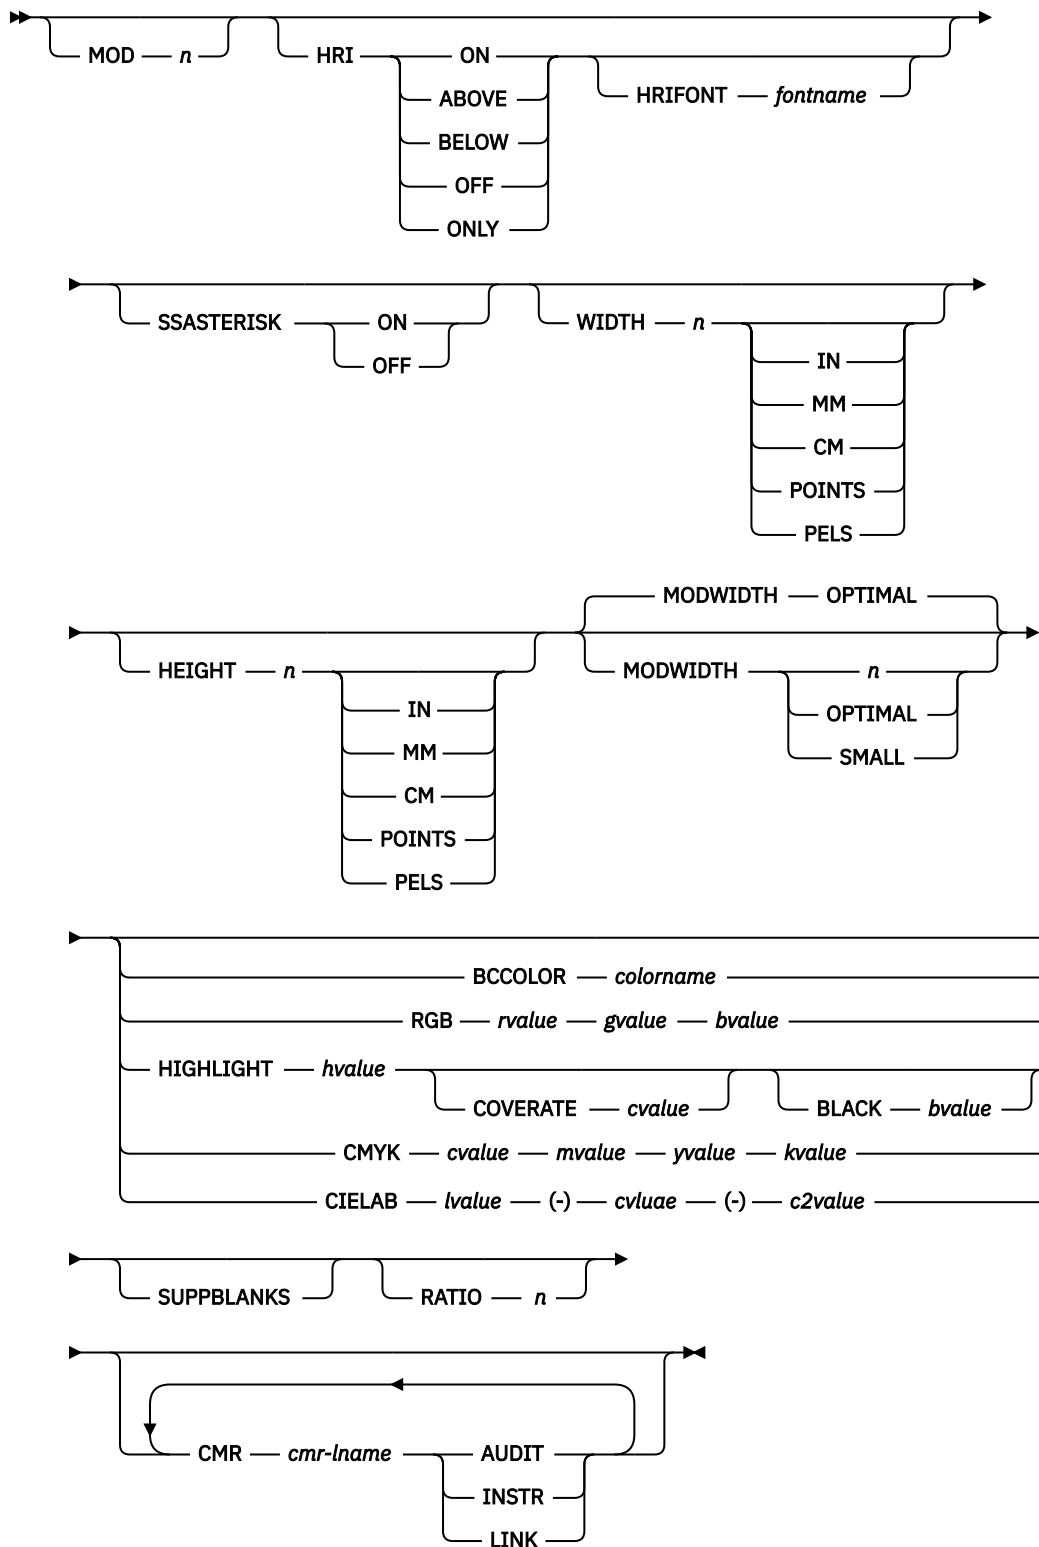 MOD n HRI ON
ABOVE HRIFONT fontname
BELOW
OFF
ONLY
SSASTERISK ON WIDTH n
OFF IN
MM
CM
POINTS
PELS
MODWIDTH OPTIMAL
HEIGHT n MODWIDTH n
IN OPTIMAL
MM SMALL
CM
POINTS
PELS
BCCOLOR colorname
RGB rvalue gvalue bvalue
HIGHLIGHT hvalue
COVERATE cvalue BLACK bvalue
CMYK cvalue mvalue yvalue kvalue
CIELAB lvalue (-) cvluae (-) c2value
SUPPBLANKS RATIO n
CMR cmr-lname AUDIT
INSTR
LINK